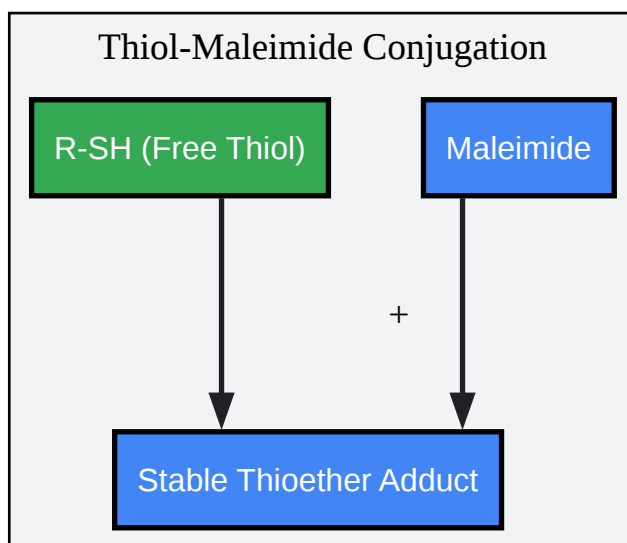 Thiol-Maleimide Conjugation
R-SH (Free Thiol)
Maleimide
+
Stable Thioether Adduct